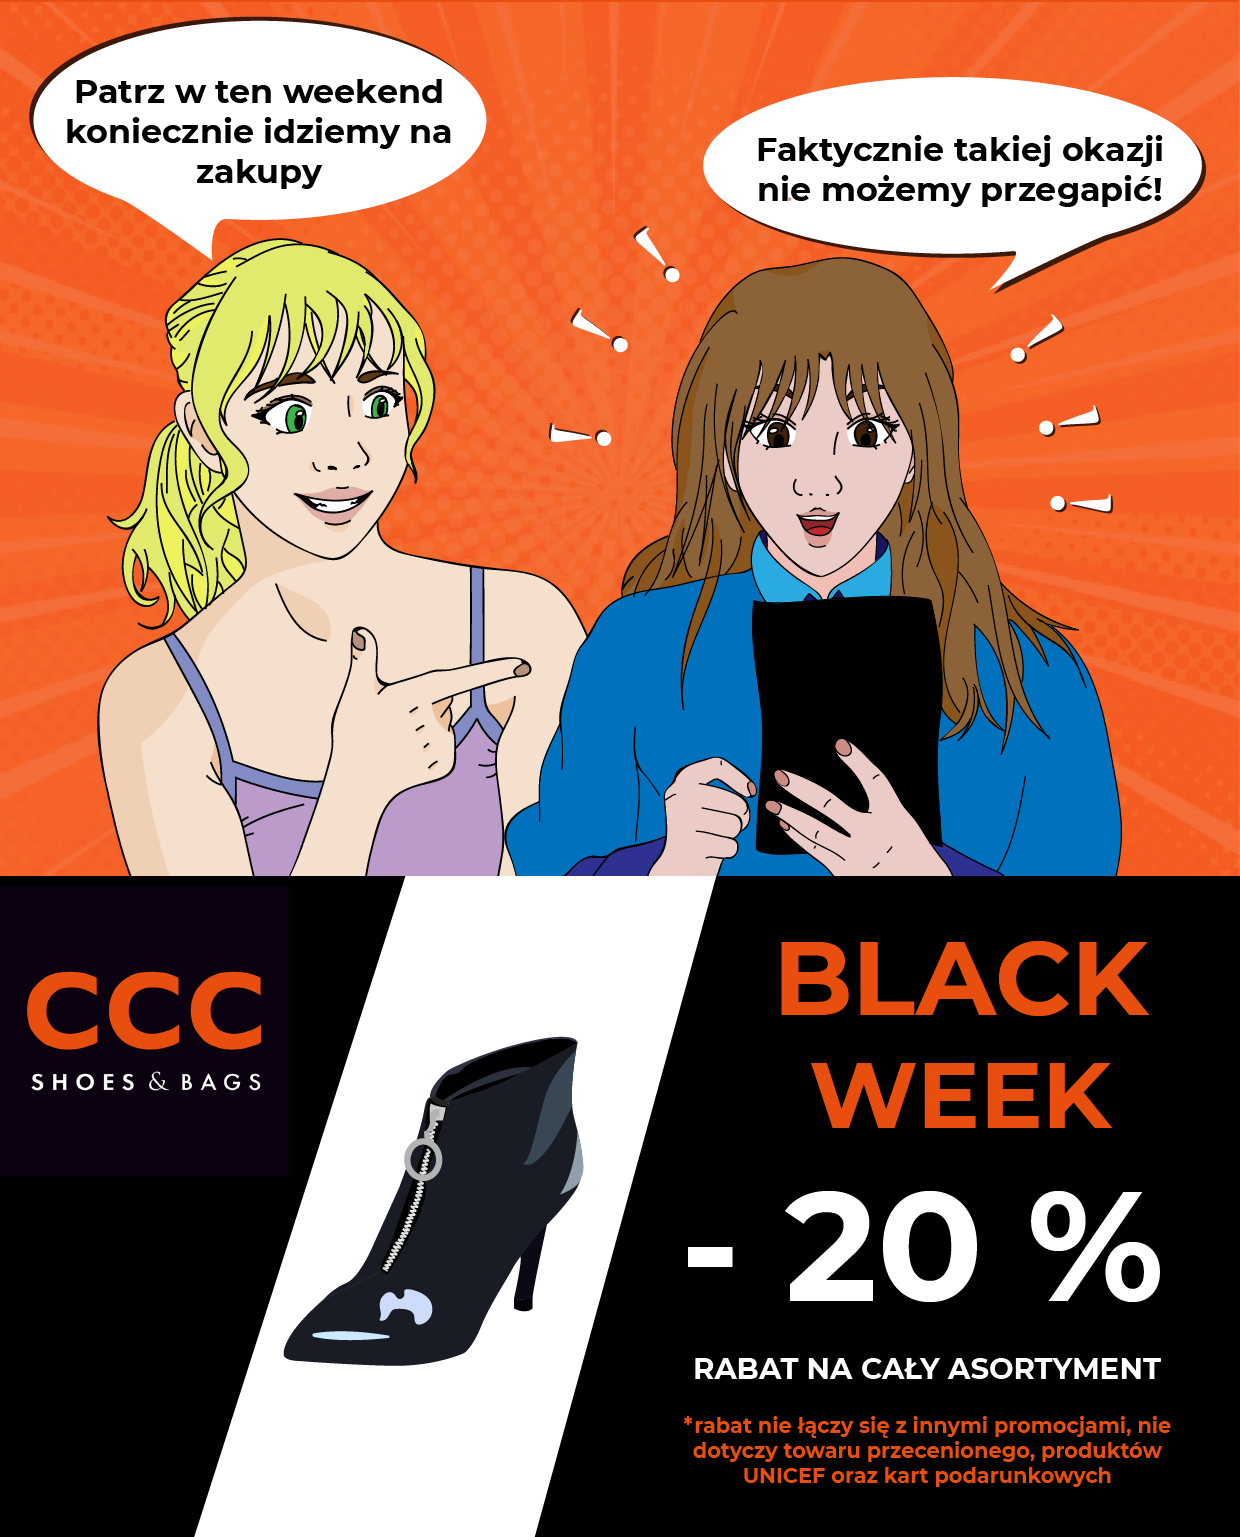 Patrz w ten weekend
koniecznie idziemy na
zakupy
Faktycznie takiej okazji
nie możemy przegapić!
CCC
SHOES & BAGS
BLACK
WEEK
- 20 %
RABAT NA CAŁY ASORTYMENT
*rabat nie łączy się z innymi promocjami, nie
dotyczy towaru przecenionego, produktów
UNICEF oraz kart podarunkowych